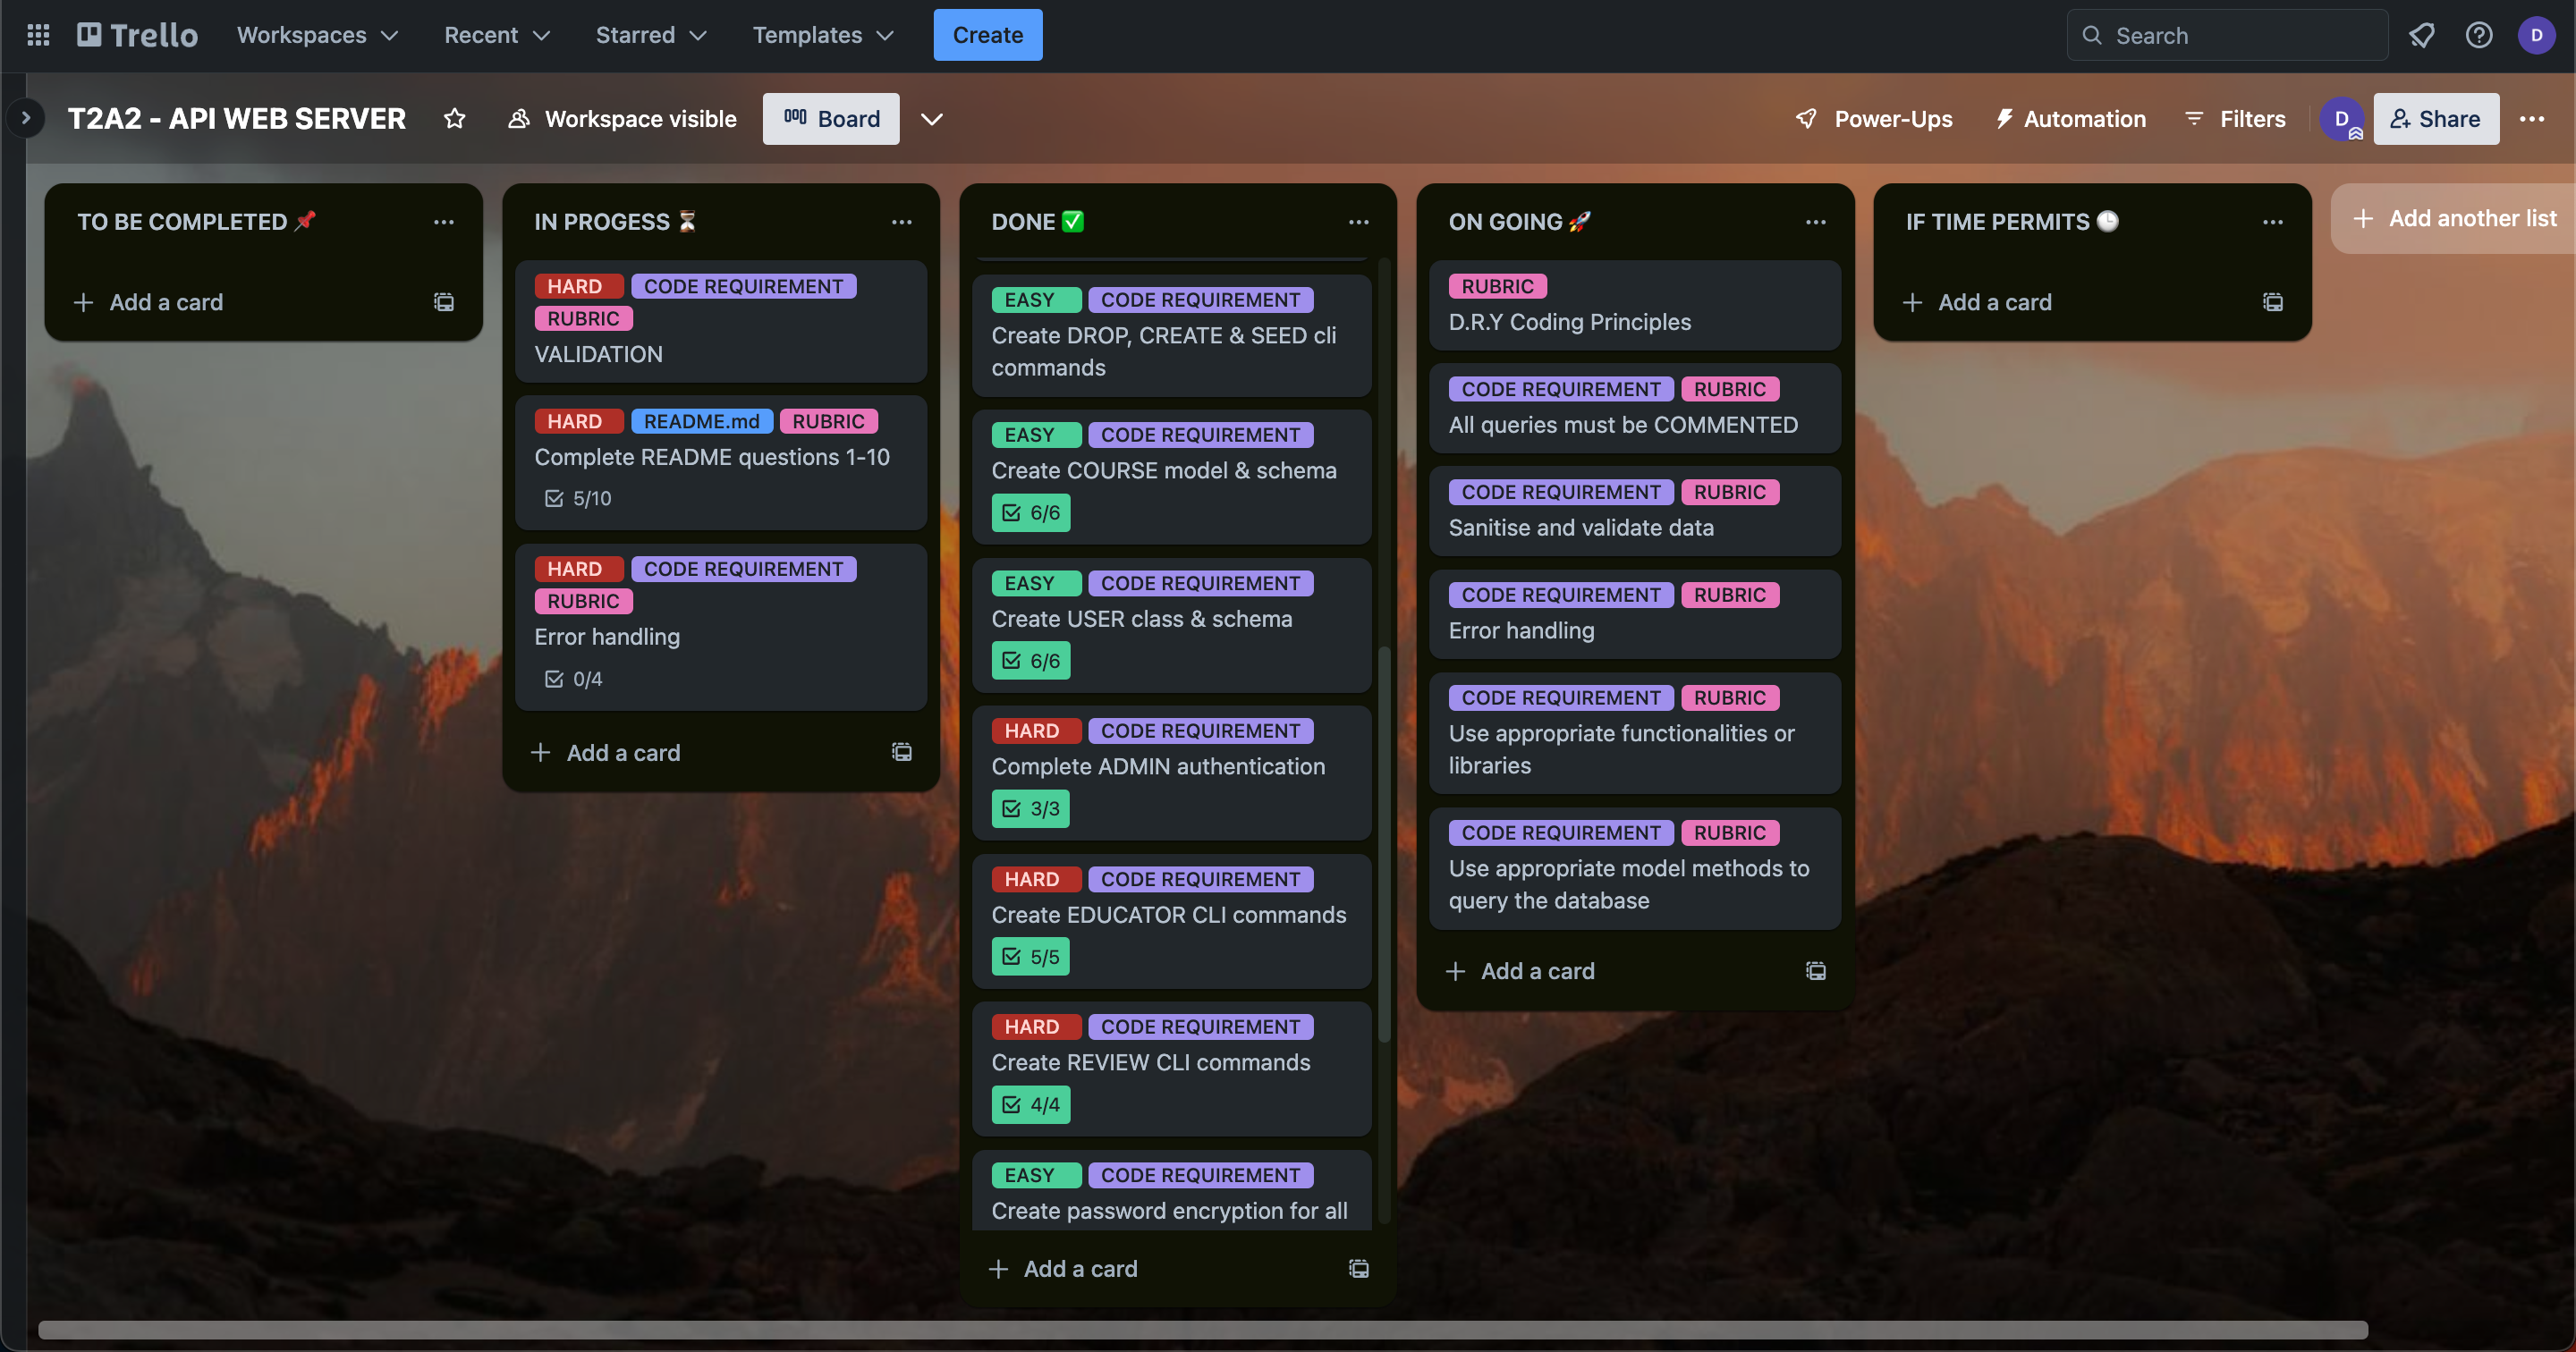 Trello
Workspaces
Recent
Starred
Templates
Create
Search
D
T2A2 - API WEB SERVER
Workspace visible
Board
Power-Ups
Automation
Filters
D
Share
TO BE COMPLETED 📌
Add a card
IN PROGESS ⏳
HARD CODE REQUIREMENT
RUBRIC
VALIDATION
HARD README.md RUBRIC
Complete README questions 1-10
5/10
HARD CODE REQUIREMENT
RUBRIC
Error handling
0/4
Add a card
DONE ✅
EASY CODE REQUIREMENT
Create DROP, CREATE & SEED cli
commands
EASY CODE REQUIREMENT
Create COURSE model & schema
6/6
EASY CODE REQUIREMENT
Create USER class & schema
6/6
HARD CODE REQUIREMENT
Complete ADMIN authentication
3/3
HARD CODE REQUIREMENT
Create EDUCATOR CLI commands
5/5
HARD CODE REQUIREMENT
Create REVIEW CLI commands
4/4
EASY CODE REQUIREMENT
Create password encryption for all
Add a card
ON GOING 🚀
RUBRIC
D.R.Y Coding Principles
CODE REQUIREMENT RUBRIC
All queries must be COMMENTED
CODE REQUIREMENT RUBRIC
Sanitise and validate data
CODE REQUIREMENT RUBRIC
Error handling
CODE REQUIREMENT RUBRIC
Use appropriate functionalities or
libraries
CODE REQUIREMENT RUBRIC
Use appropriate model methods to
query the database
Add a card
IF TIME PERMITS 🕒
Add a card
Add another list